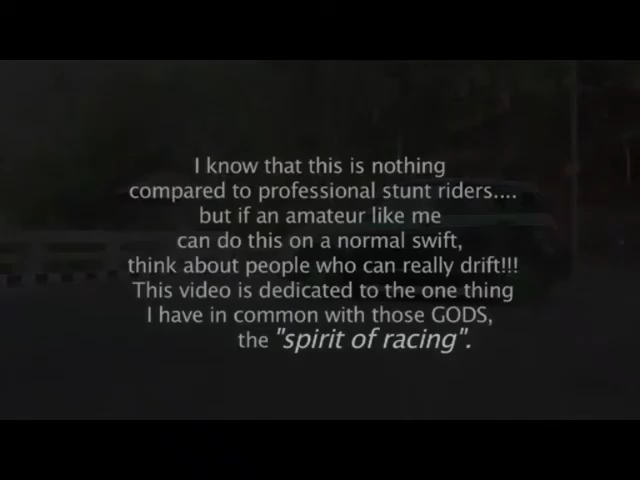 I know that this is nothing
compared to professional stunt riders....
but if an amateur like me
can do this on a normal swift,
think about people who can really drift!!!
This video is dedicated to the one thing
I have in common with those GODS,
the "spirit of racing".